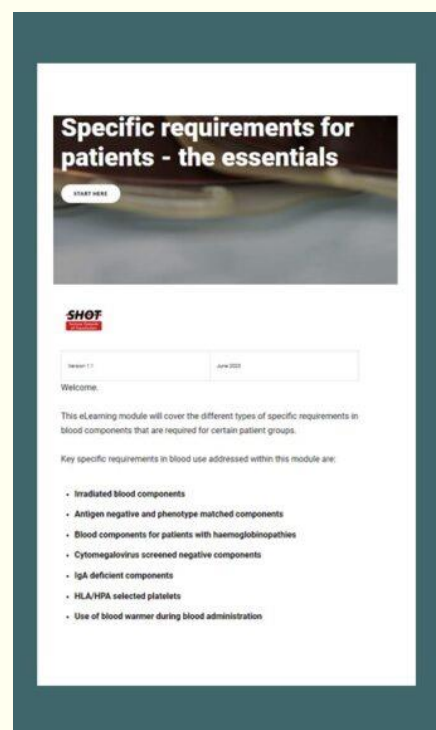 Specific requirements for
patients - the essentials
START HERE
SHOT
Version 1.1
June 2023
Welcome.
This eLearning module will cover the different types of specific requirements in
blood components that are required for certain patient groups.
Key specific requirements in blood use addressed within this module are:
• Irradiated blood components
• Antigen negative and phenotype matched components
• Blood components for patients with haemoglobinopathies
• Cytomegalovirus screened negative components
• IgA deficient components
• HLA/HPA selected platelets
• Use of blood warmer during blood administration